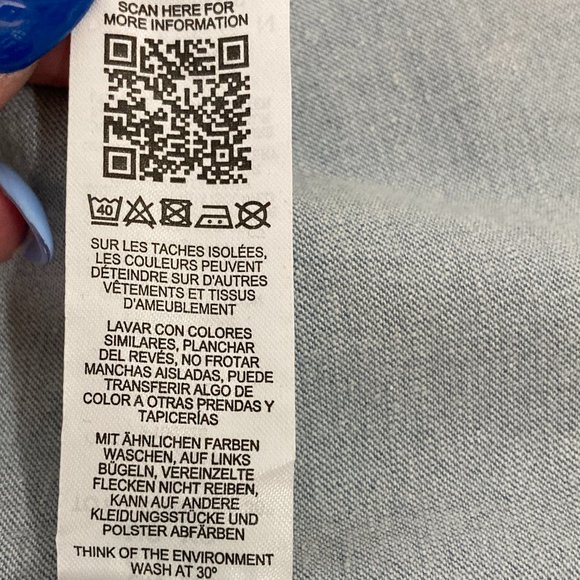 SCAN HERE FOR
MORE INFORMATION
40
SUR LES TACHES ISOLÉES,
LES COULEURS PEUVENT
DÉTEINDRE SUR D'AUTRES
VÊTEMENTS ET TISSUS
D'AMEUBLEMENT
LAVAR CON COLORES
SIMILARES, PLANCHAR
DEL REVÉS, NO FROTAR
MANCHAS AISLADAS, PUEDE
TRANSFERIR ALGO DE
COLOR A OTRAS PRENDAS Y
TAPICERÍAS
MIT ÄHNLICHEN FARBEN
WASCHEN, AUF LINKS
BÜGELN, VEREINZELTE
FLECKEN NICHT REIBEN,
KANN AUF ANDERE
KLEIDUNGSSTÜCKE UND
POLSTER ABFÄRBEN
THINK OF THE ENVIRONMENT
WASH AT 30°